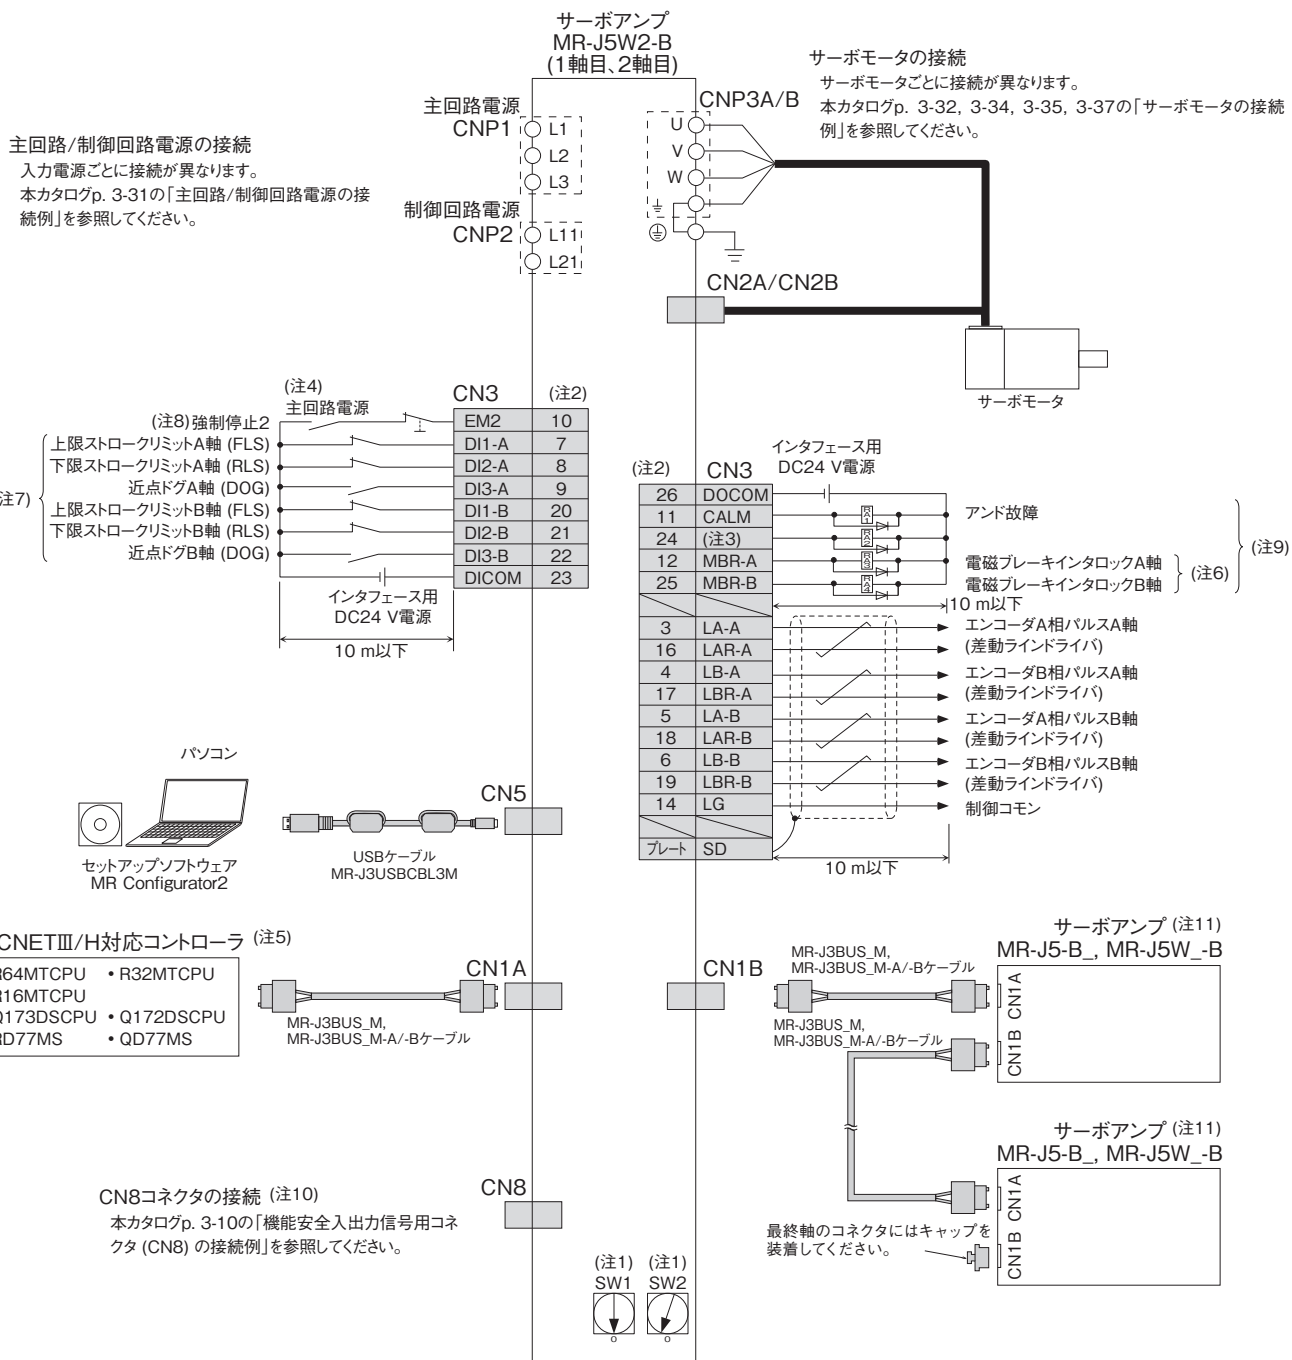 サーボアンプ
MR-J5W2-B
(1軸目、2軸目)
サーボモータの接続
サーボモータごとに接続が異なります。
本カタログp. 3-32, 3-34, 3-35, 3-37の「サーボモータの接続
例」を参照してください。
主回路/制御回路電源の接続
入力電源ごとに接続が異なります。
本カタログp. 3-31の「主回路/制御回路電源の接
続例」を参照してください。
主回路電源
CNP1
L1
L2
L3
制御回路電源
CNP2
L11
L21
CNP3A/B
U
V
W
CN2A/CN2B
サーボモータ
(注4)
主回路電源
CN3 (注2)
(注8)強制停止2 EM2 10
上限ストロークリミットA軸 (FLS) DI1-A 7
下限ストロークリミットA軸 (RLS) DI2-A 8
近点ドグA軸 (DOG) DI3-A 9
注7)
上限ストロークリミットB軸 (FLS) DI1-B 20
下限ストロークリミットB軸 (RLS) DI2-B 21
近点ドグB軸 (DOG) DI3-B 22
DICOM 23
インタフェース用
DC24 V電源
10 m以下
インタフェース用
DC24 V電源
(注2) CN3
26 DOCOM
11 CALM RA1 アンド故障
24 (注3) RA2
12 MBR-A RA3 電磁ブレーキインタロックA軸
25 MBR-B RA4 電磁ブレーキインタロックB軸
(注6)
(注9)
10 m以下
3 LA-A エンコーダA相パルスA軸
16 LAR-A (差動ラインドライバ)
4 LB-A エンコーダB相パルスA軸
17 LBR-A (差動ラインドライバ)
5 LA-B エンコーダA相パルスB軸
18 LAR-B (差動ラインドライバ)
6 LB-B エンコーダB相パルスB軸
19 LBR-B (差動ラインドライバ)
14 LG 制御コモン
プレート SD
10 m以下
パソコン
セットアップソフトウェア
MR Configurator2
CN5
USBケーブル
MR-J3USBCBL3M
CNETⅢ/H対応コントローラ (注5)
R64MTCPU • R32MTCPU
R16MTCPU
Q173DSCPU • Q172DSCPU
RD77MS • QD77MS
CN1A
MR-J3BUS_M,
MR-J3BUS_M-A/-Bケーブル
CN1B
MR-J3BUS_M,
MR-J3BUS_M-A/-Bケーブル
MR-J3BUS_M,
MR-J3BUS_M-A/-Bケーブル
サーボアンプ (注11)
MR-J5-B_, MR-J5W_-B
CN1A
CN1B
サーボアンプ (注11)
MR-J5-B_, MR-J5W_-B
CN1A
CN1B
最終軸のコネクタにはキャップを
装着してください。
CN8コネクタの接続 (注10)
本カタログp. 3-10の「機能安全入出力信号用コネ
クタ (CN8) の接続例」を参照してください。
CN8
(注1) (注1)
SW1 SW2
0 0